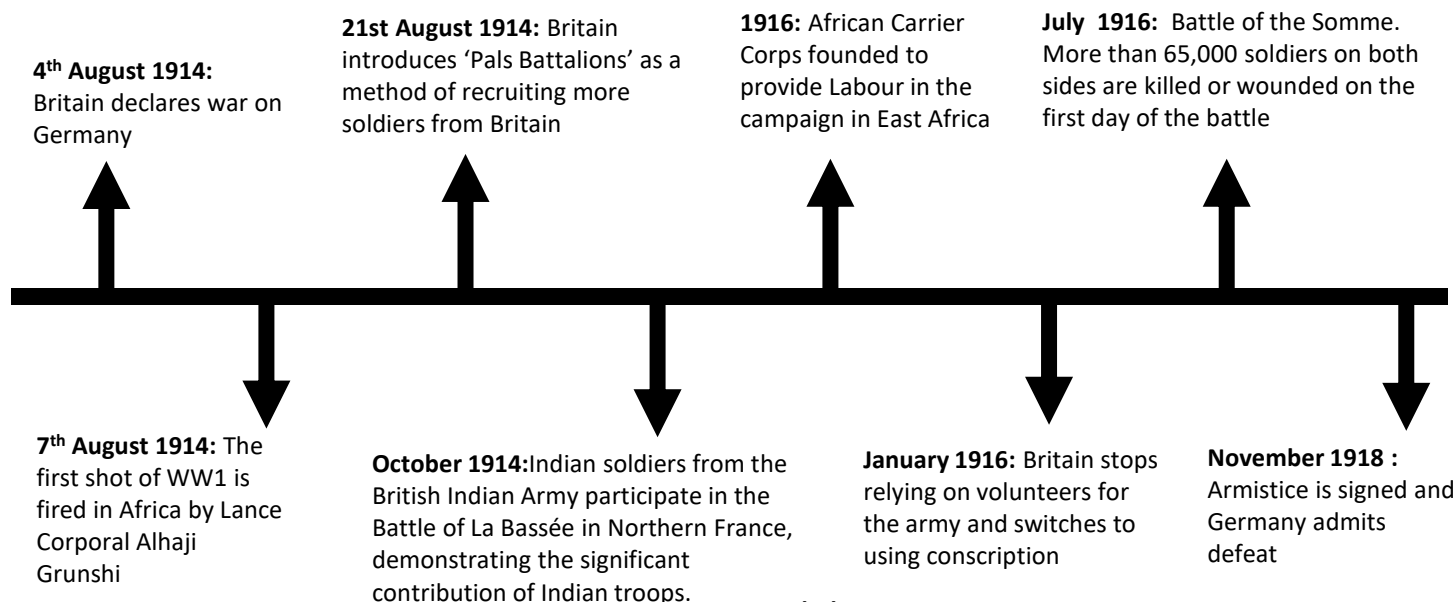 4th August 1914:
Britain declares war on
Germany
21st August 1914: Britain
introduces ‘Pals Battalions’ as a
method of recruiting more
soldiers from Britain
1916: African Carrier
Corps founded to
provide Labour in the
campaign in East Africa
July 1916: Battle of the Somme.
More than 65,000 soldiers on both
sides are killed or wounded on the
first day of the battle
7th August 1914: The
first shot of WW1 is
fired in Africa by Lance
Corporal Alhaji
Grunshi
October 1914:Indian soldiers from the
British Indian Army participate in the
Battle of La Bassée in Northern France,
demonstrating the significant
contribution of Indian troops.
January 1916: Britain stops
relying on volunteers for
the army and switches to
using conscription
November 1918 :
Armistice is signed and
Germany admits
defeat